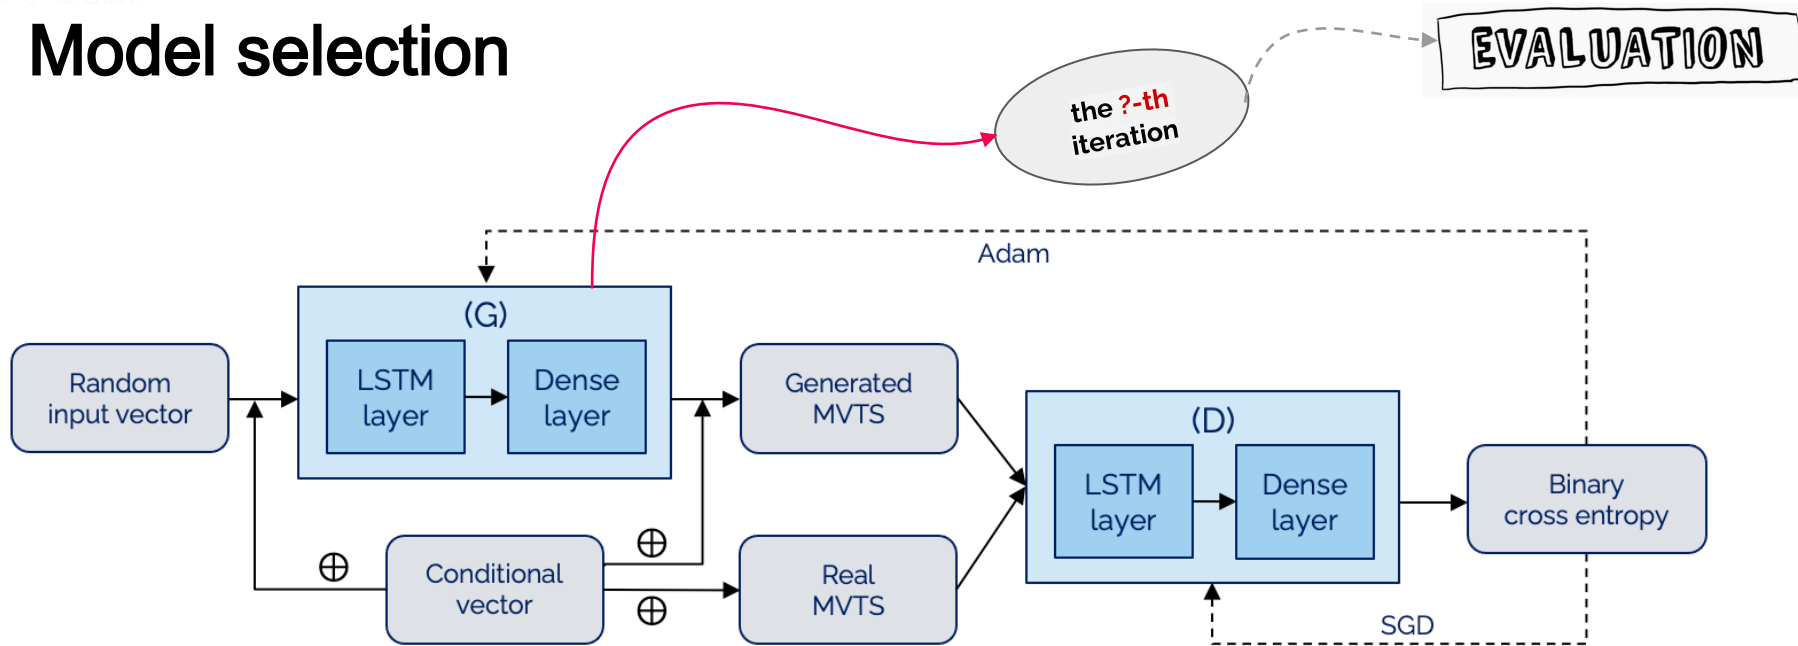 Model selection
EVALUATION
the ?-th
iteration
Adam
(G)
LSTM
layer
Dense
layer
Random
input vector
Generated
MVTS
(D)
LSTM
layer
Dense
layer
Binary
cross entropy
⊕
Conditional
vector
⊕
⊕
Real
MVTS
SGD